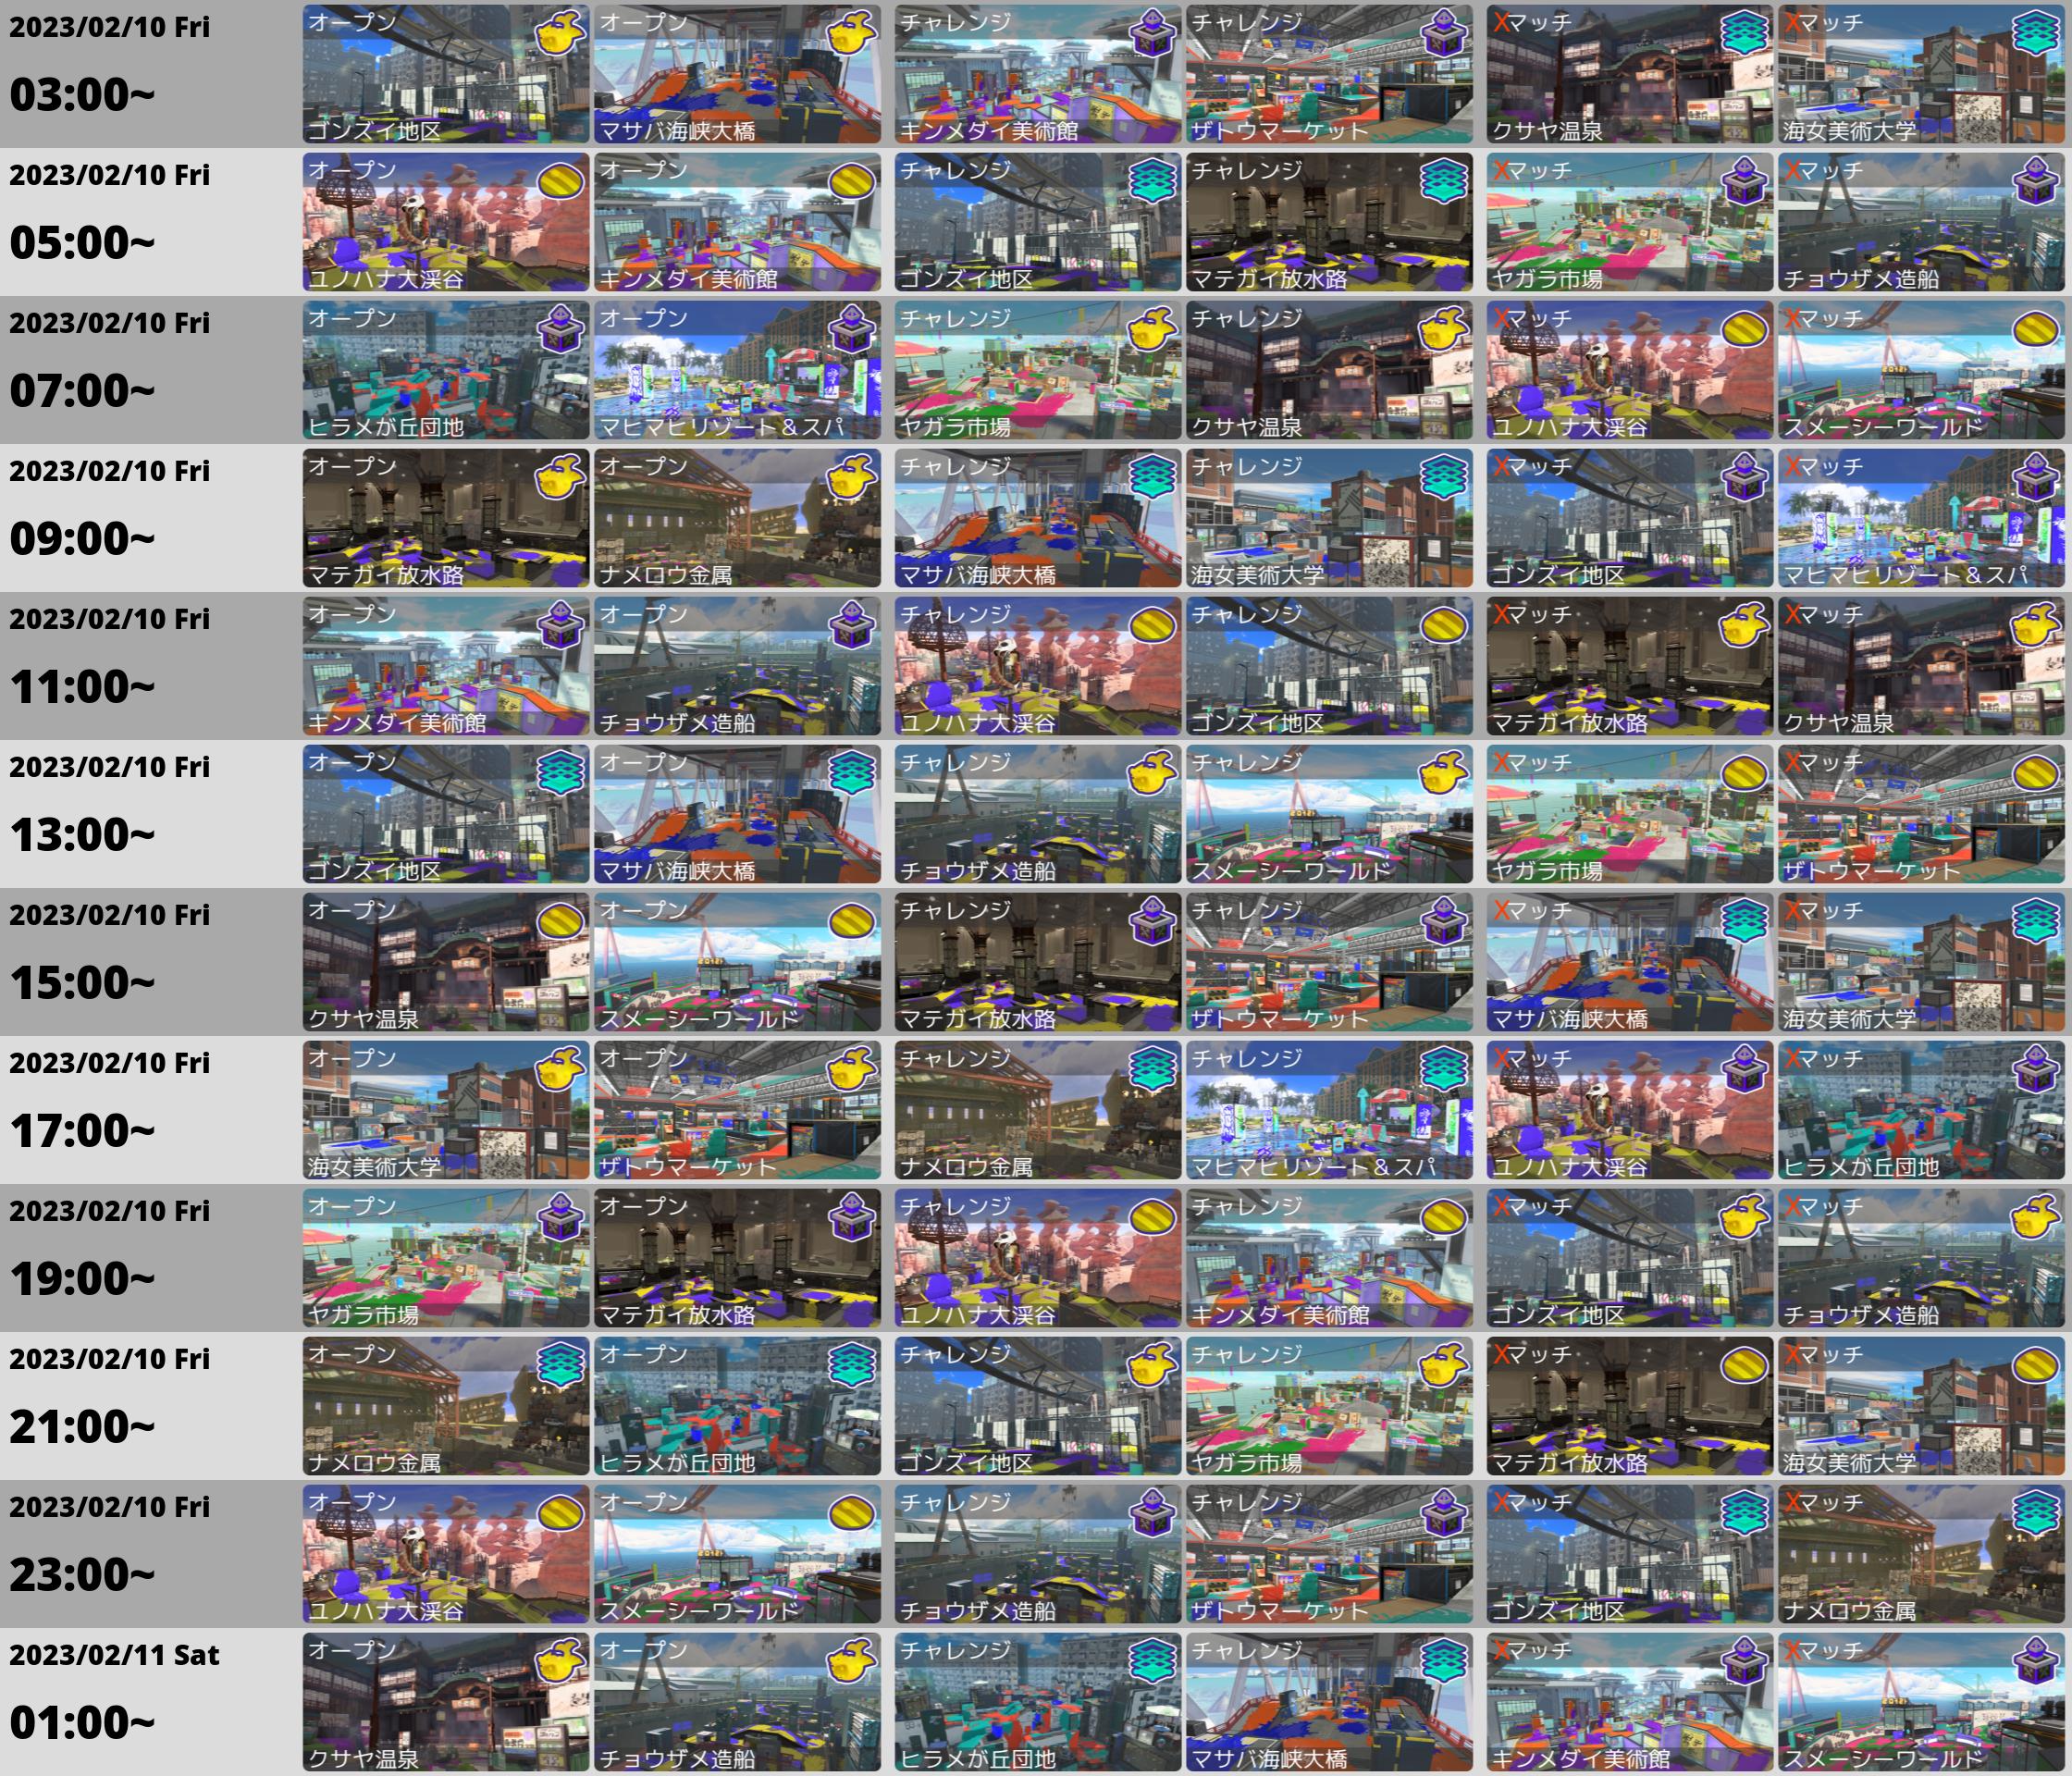 2023/02/10 Fri
03:00~
オープン オープン チャレンジ チャレンジ Xマッチ Xマッチ
ゴンズイ地区 マサバ海峡大橋 キンメダイ美術館 ザトウマーケット クサヤ温泉 海女美術大学
2023/02/10 Fri
05:00~
オープン オープン チャレンジ チャレンジ Xマッチ Xマッチ
ユノハナ大渓谷 キンメダイ美術館 ゴンズイ地区 マテガイ放水路 ヤガラ市場 チョウザメ造船
2023/02/10 Fri
07:00~
オープン オープン チャレンジ チャレンジ Xマッチ Xマッチ
ヒラメが丘団地 マヒマヒリゾート＆スパ ヤガラ市場 クサヤ温泉 ユノハナ大渓谷 スメーシーワールド
2023/02/10 Fri
09:00~
オープン オープン チャレンジ チャレンジ Xマッチ Xマッチ
マテガイ放水路 ナメロウ金属 マサバ海峡大橋 海女美術大学 ゴンズイ地区 マヒマヒリゾート＆スパ
2023/02/10 Fri
11:00~
オープン オープン チャレンジ チャレンジ Xマッチ Xマッチ
キンメダイ美術館 チョウザメ造船 ユノハナ大渓谷 ゴンズイ地区 マテガイ放水路 クサヤ温泉
2023/02/10 Fri
13:00~
オープン オープン チャレンジ チャレンジ Xマッチ Xマッチ
ゴンズイ地区 マサバ海峡大橋 チョウザメ造船 スメーシーワールド ヤガラ市場 ザトウマーケット
2023/02/10 Fri
15:00~
オープン オープン チャレンジ チャレンジ Xマッチ Xマッチ
クサヤ温泉 スメーシーワールド マテガイ放水路 ザトウマーケット マサバ海峡大橋 海女美術大学
2023/02/10 Fri
17:00~
オープン オープン チャレンジ チャレンジ Xマッチ Xマッチ
海女美術大学 ザトウマーケット ナメロウ金属 マヒマヒリゾート＆スパ ユノハナ大渓谷 ヒラメが丘団地
2023/02/10 Fri
19:00~
オープン オープン チャレンジ チャレンジ Xマッチ Xマッチ
ヤガラ市場 マテガイ放水路 ユノハナ大渓谷 キンメダイ美術館 ゴンズイ地区 チョウザメ造船
2023/02/10 Fri
21:00~
オープン オープン チャレンジ チャレンジ Xマッチ Xマッチ
ナメロウ金属 ヒラメが丘団地 ゴンズイ地区 ヤガラ市場 マテガイ放水路 海女美術大学
2023/02/10 Fri
23:00~
オープン オープン チャレンジ チャレンジ Xマッチ Xマッチ
ユノハナ大渓谷 スメーシーワールド チョウザメ造船 ザトウマーケット ゴンズイ地区 ナメロウ金属
2023/02/11 Sat
01:00~
オープン オープン チャレンジ チャレンジ Xマッチ Xマッチ
クサヤ温泉 チョウザメ造船 ヒラメが丘団地 マサバ海峡大橋 キンメダイ美術館 スメーシーワールド